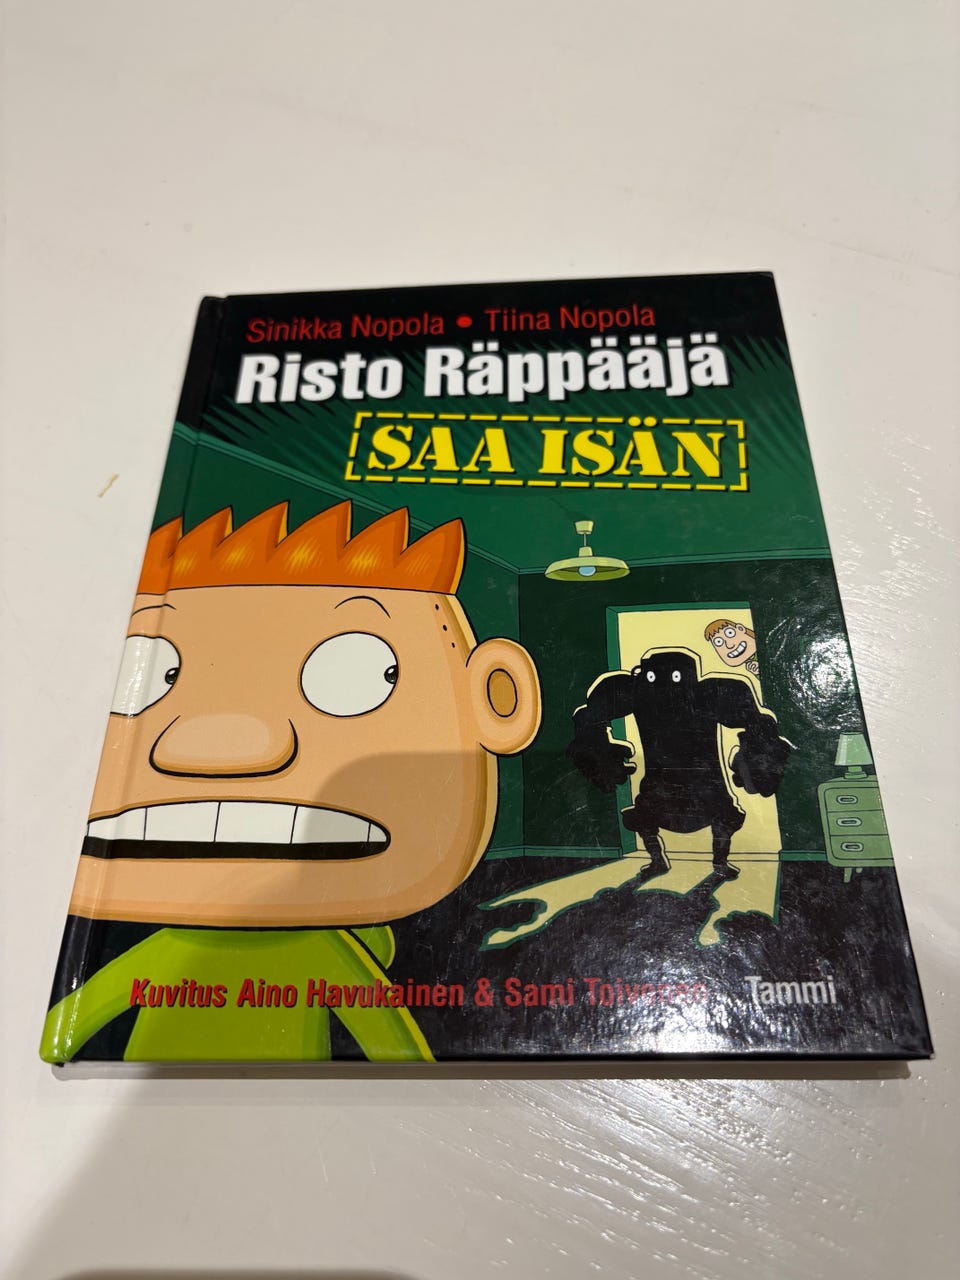 Sinikka Nopola • Tiina Nopola
Risto Räppääjä
SAA ISÄN
Kuvitus Aino Havukainen & Sami Toivonen
Tammi